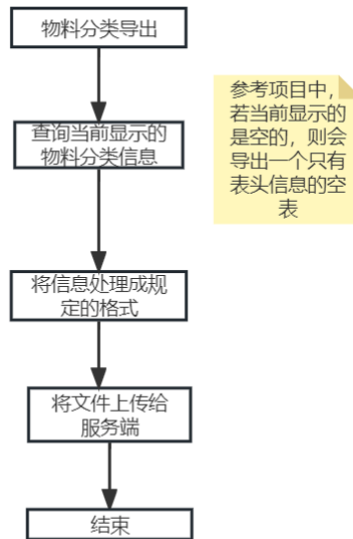 物料分类导出
查询当前显示的
物料分类信息
参考项目中，
若当前显示的
是空的，则会
导出一个只有
表头信息的空
表
将信息处理成规
定的格式
将文件上传给
服务端
结束